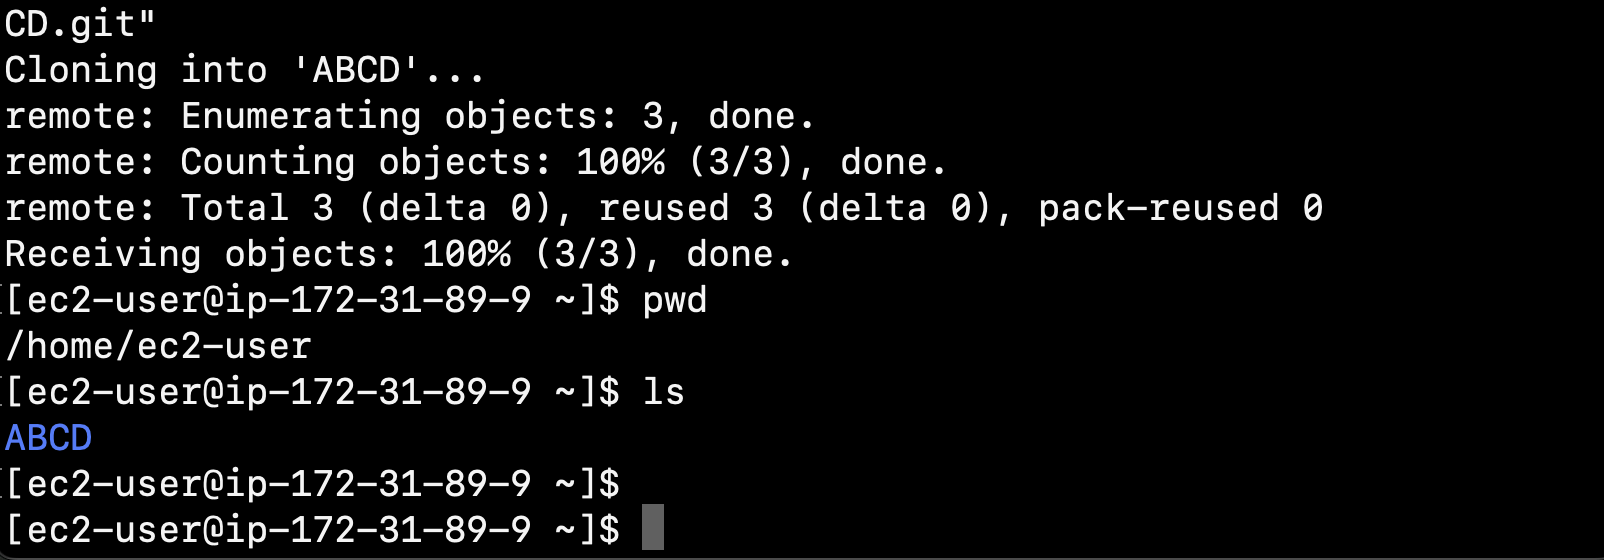 CD.git"
Cloning into 'ABCD'...
remote: Enumerating objects: 3, done.
remote: Counting objects: 100% (3/3), done.
remote: Total 3 (delta 0), reused 3 (delta 0), pack-reused 0
Receiving objects: 100% (3/3), done.
[ec2-user@ip-172-31-89-9 ~]$ pwd
/home/ec2-user
[ec2-user@ip-172-31-89-9 ~]$ ls
ABCD
[ec2-user@ip-172-31-89-9 ~]$
[ec2-user@ip-172-31-89-9 ~]$